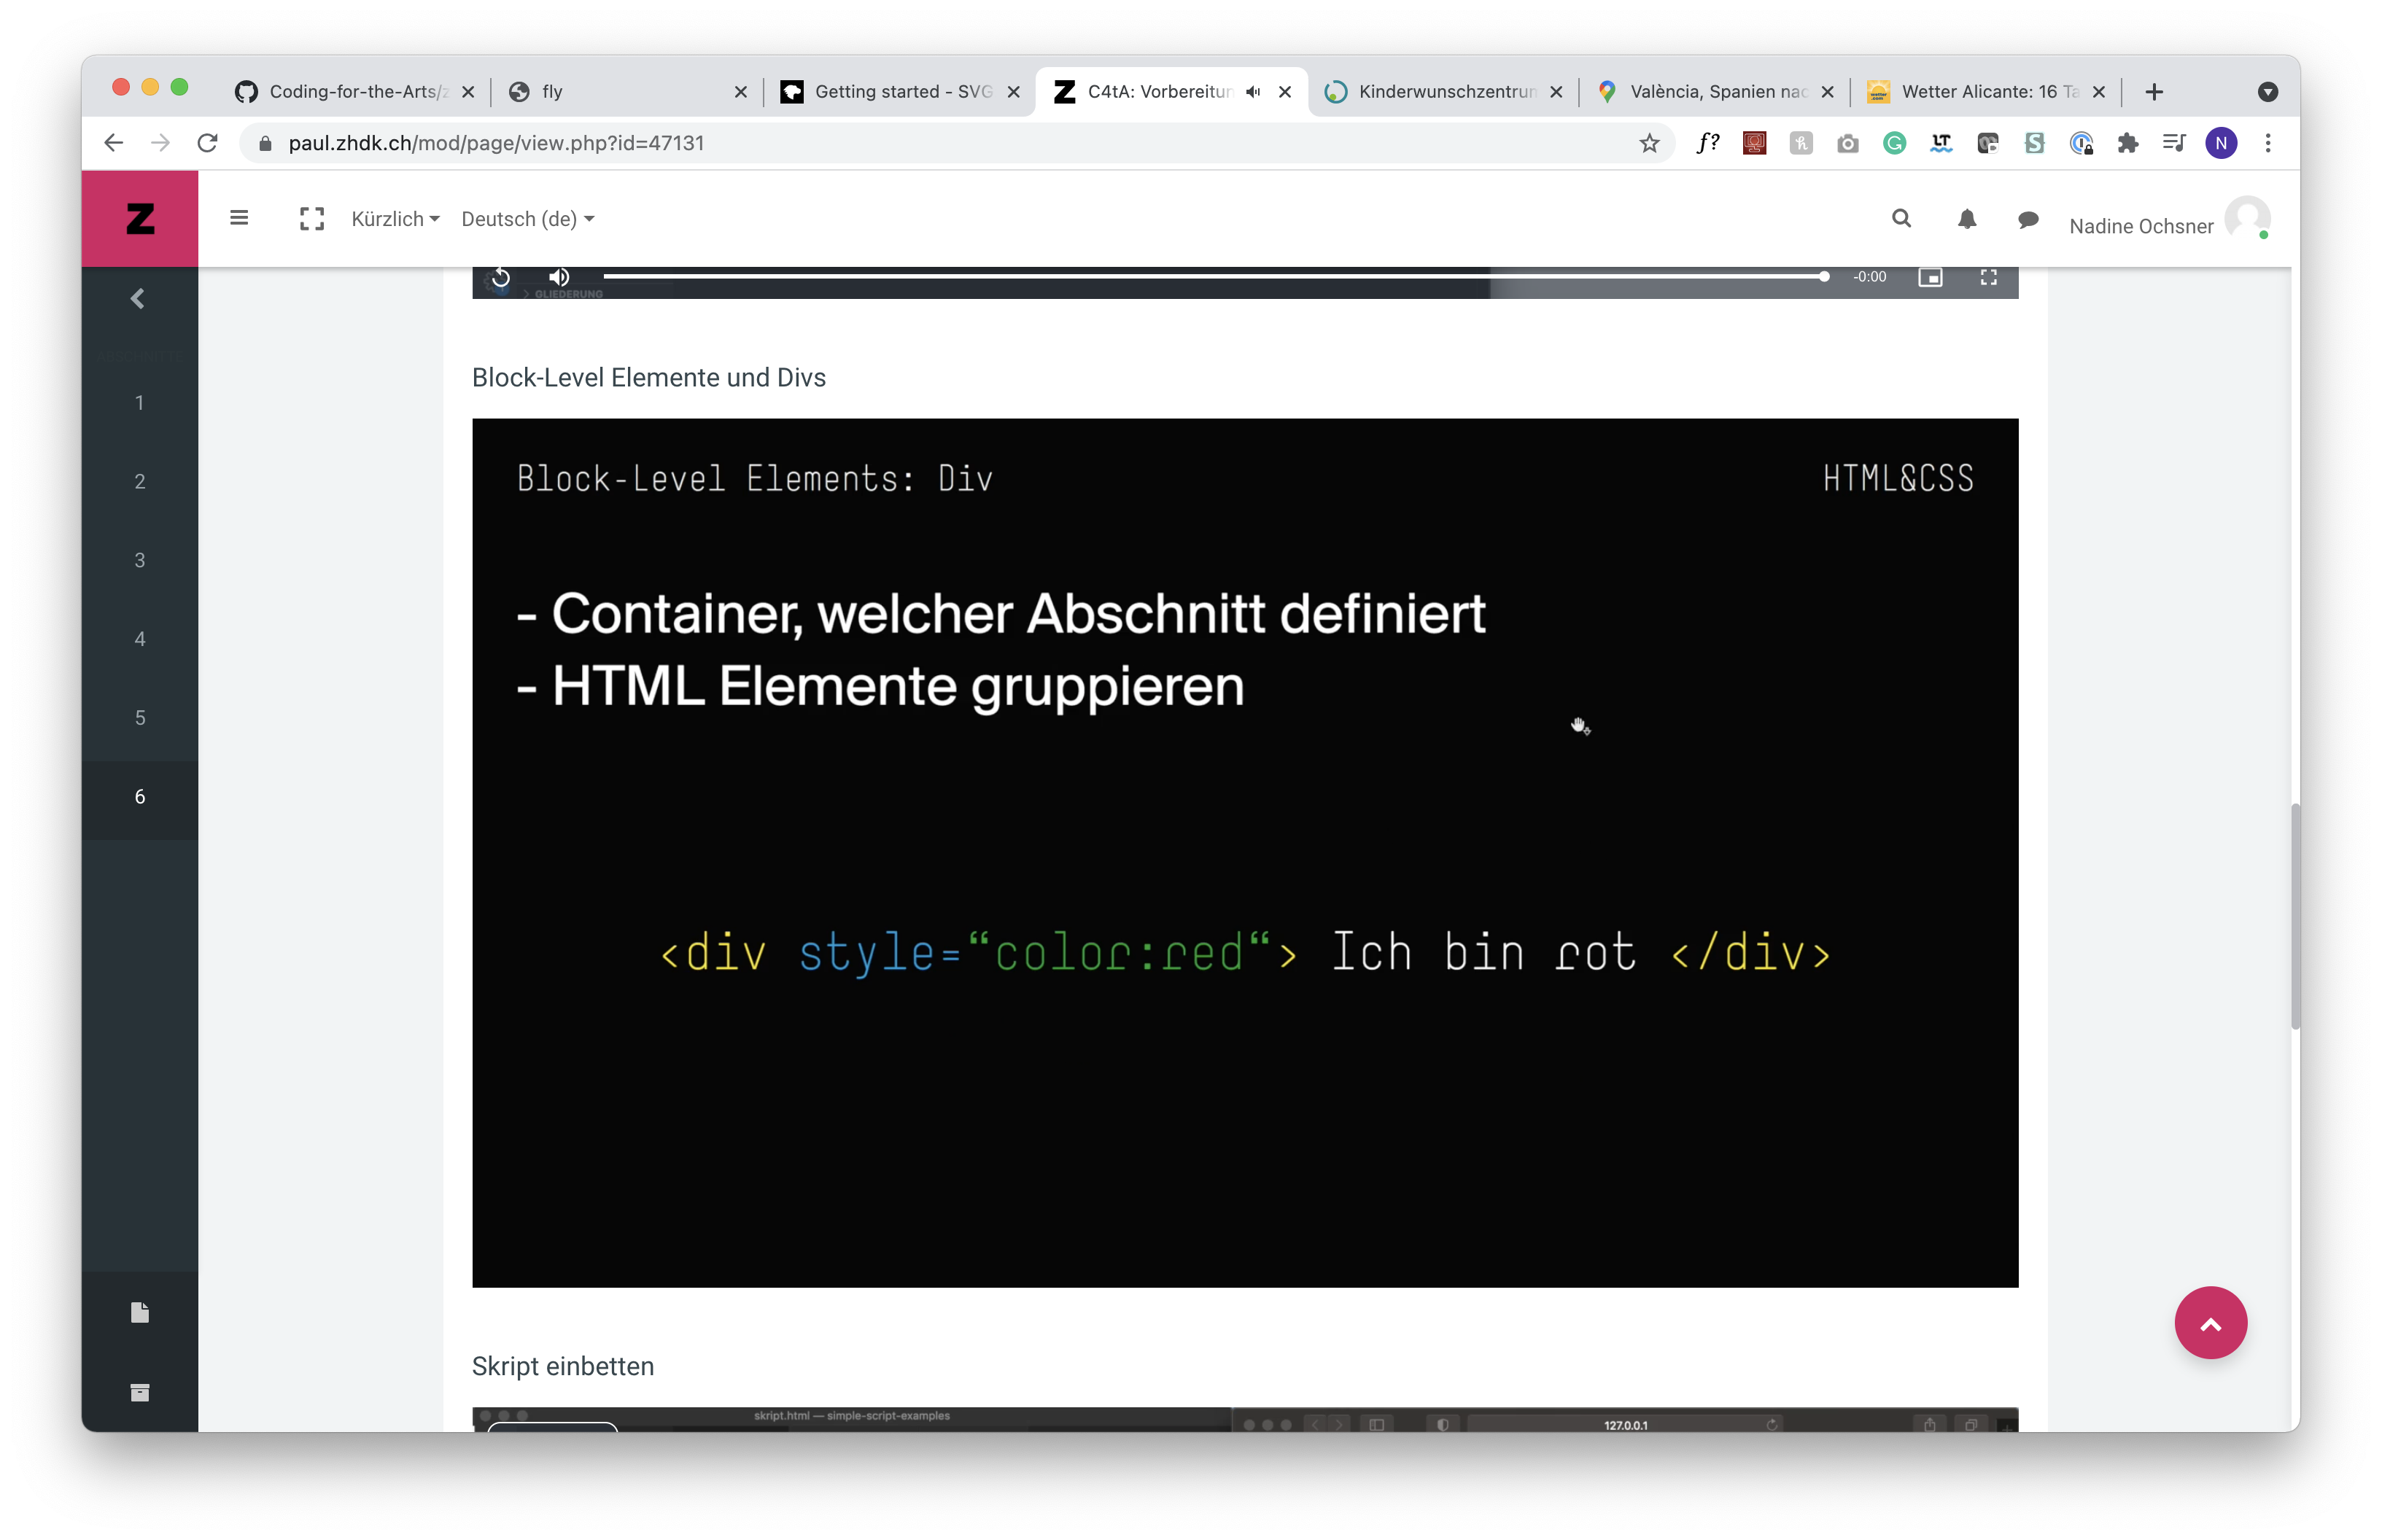 Coding-for-the-Arts/z
fly
Getting started - SVG
C4tA: Vorbereitun
Kinderwunschzentrum
València, Spanien nac
Wetter Alicante: 16 Ta
paul.zhdk.ch/mod/page/view.php?id=47131
f?
N
Z
Kürzlich
Deutsch (de)
Nadine Ochsner
GLIEDERUNG
-0:00
1
2
3
4
5
6
Block-Level Elemente und Divs
Block-Level Elements: Div
HTML&CSS
- Container, welcher Abschnitt definiert
- HTML Elemente gruppieren
<div style=“color:red“> Ich bin rot </div>
Skript einbetten
skript.html — simple-script-examples
127.0.0.1